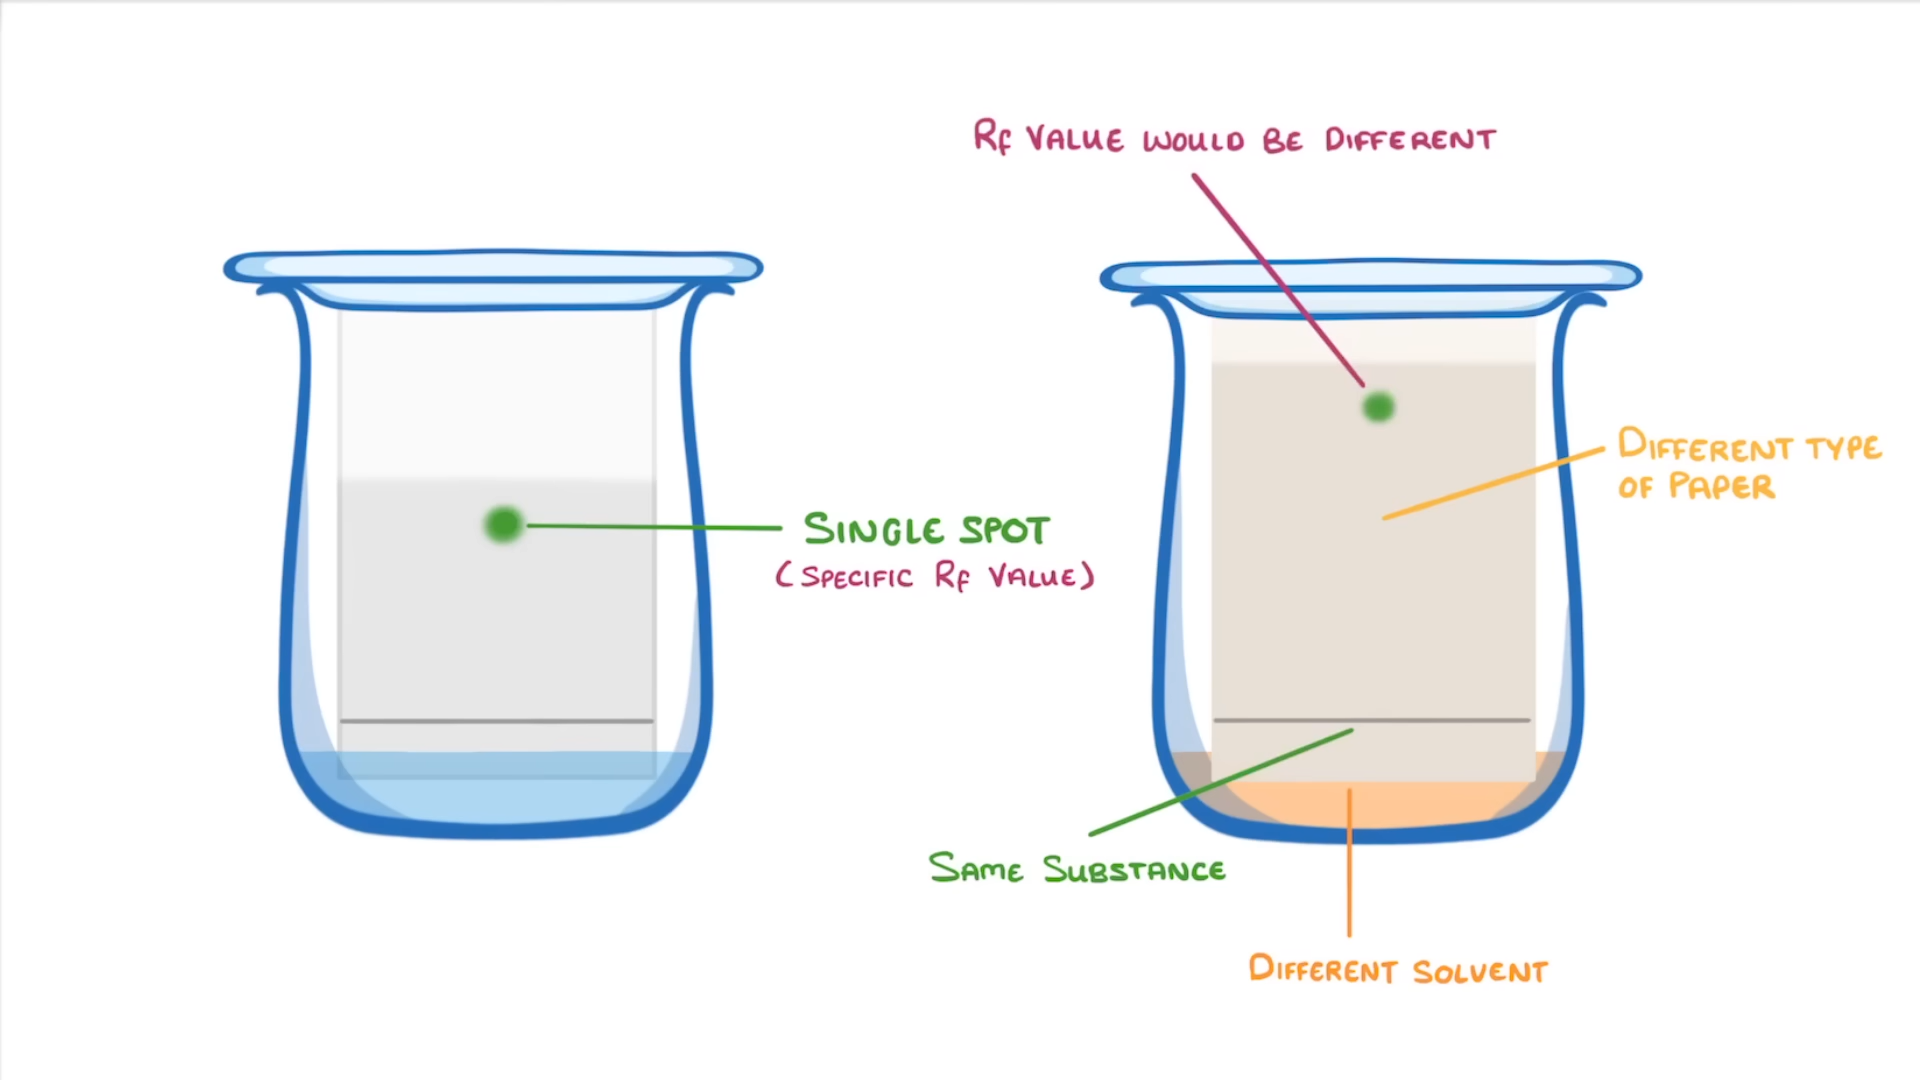 Rf VALUE WOULD BE DIFFERENT
DIFFERENT TYPE
OF PAPER
SINGLE SPOT
(SPECIFIC Rf VALUE)
SAME SUBSTANCE
DIFFERENT SOLVENT